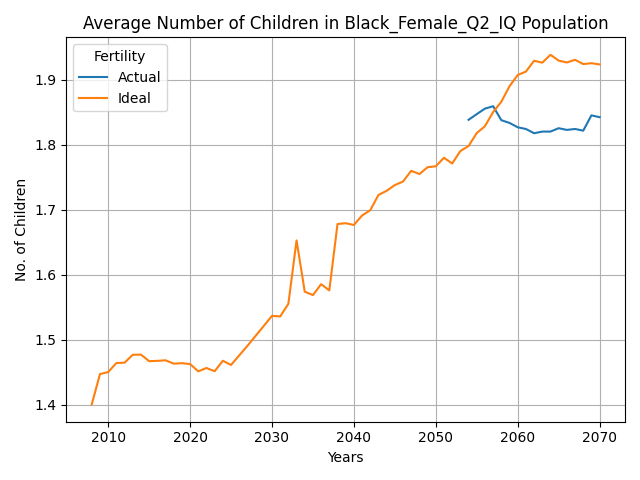 Average Number of Children in Black_Female_Q2_IQ Population
Fertility
Actual
Ideal
No. of Children
1.9
1.8
1.7
1.6
1.5
1.4
2010 2020 2030 2040 2050 2060 2070
Years